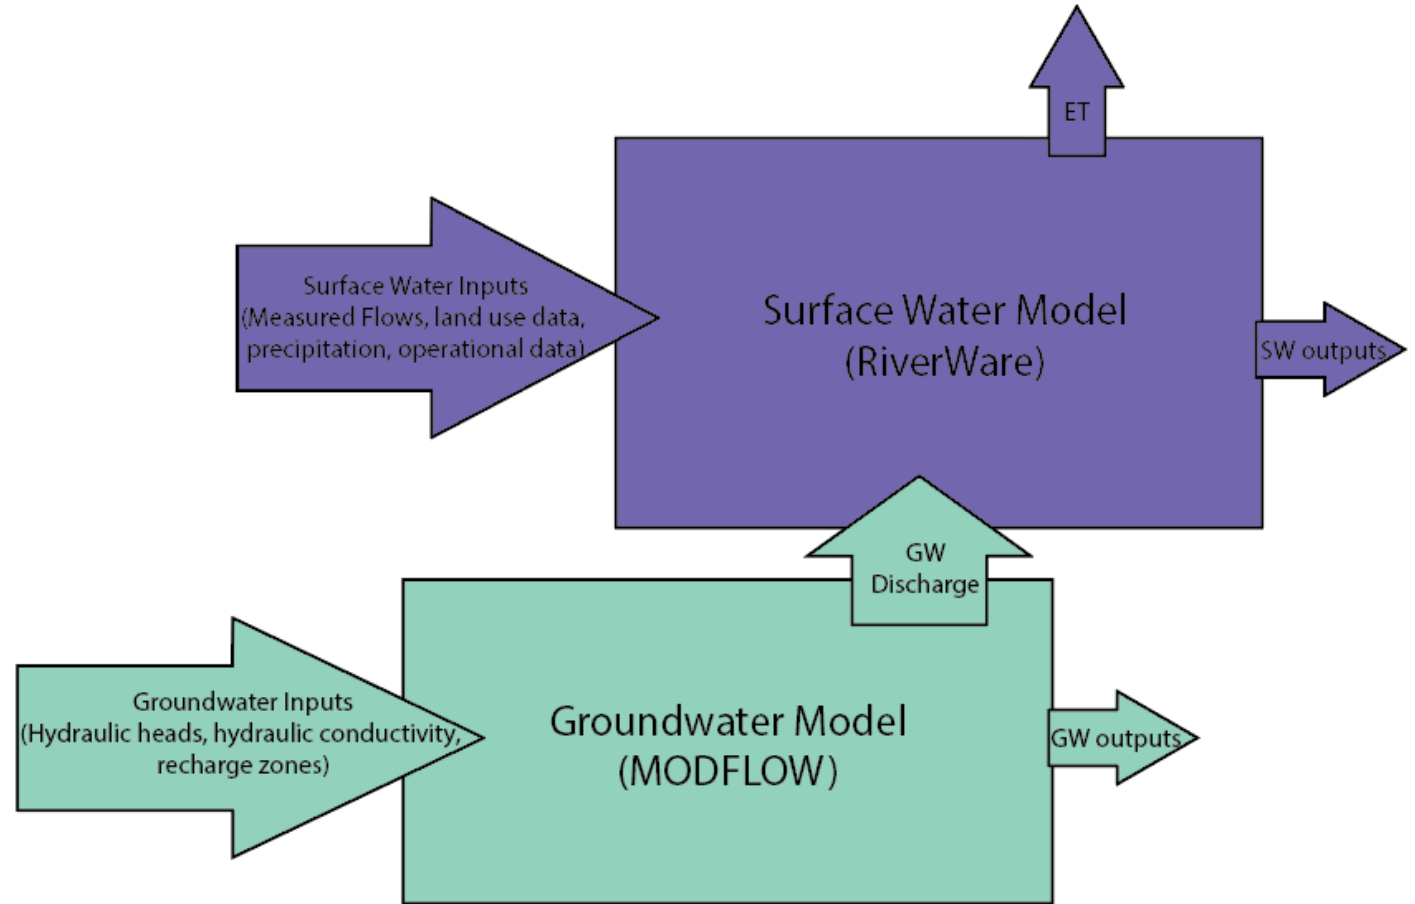 ET
Surface Water Inputs
(Measured Flows, land use data,
precipitation, operational data)
Surface Water Model
(RiverWare)
SW outputs
GW
Discharge
Groundwater Inputs
(Hydraulic heads, hydraulic conductivity,
recharge zones)
Groundwater Model
(MODFLOW)
GW outputs